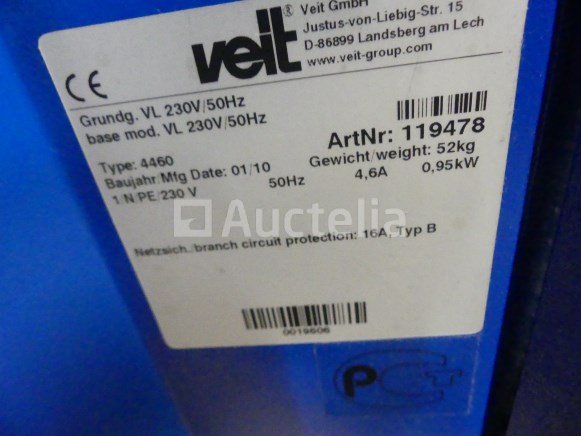 Veit GmbH
veit®
Justus-von-Liebig-Str. 15
D-86899 Landsberg am Lech
www.veit-group.com
CE
Grundg. VL 230V/50Hz
base mod. VL 230V/50Hz
ArtNr: 119478
Type: 4460
Gewicht/weight: 52kg
Baujahr/Mfg Date: 01/10
1/N/PE/230 V 50Hz 4,6A 0,95kW
Auctelia
Netzsich./branch circuit protection: 16A, Typ B
0019606